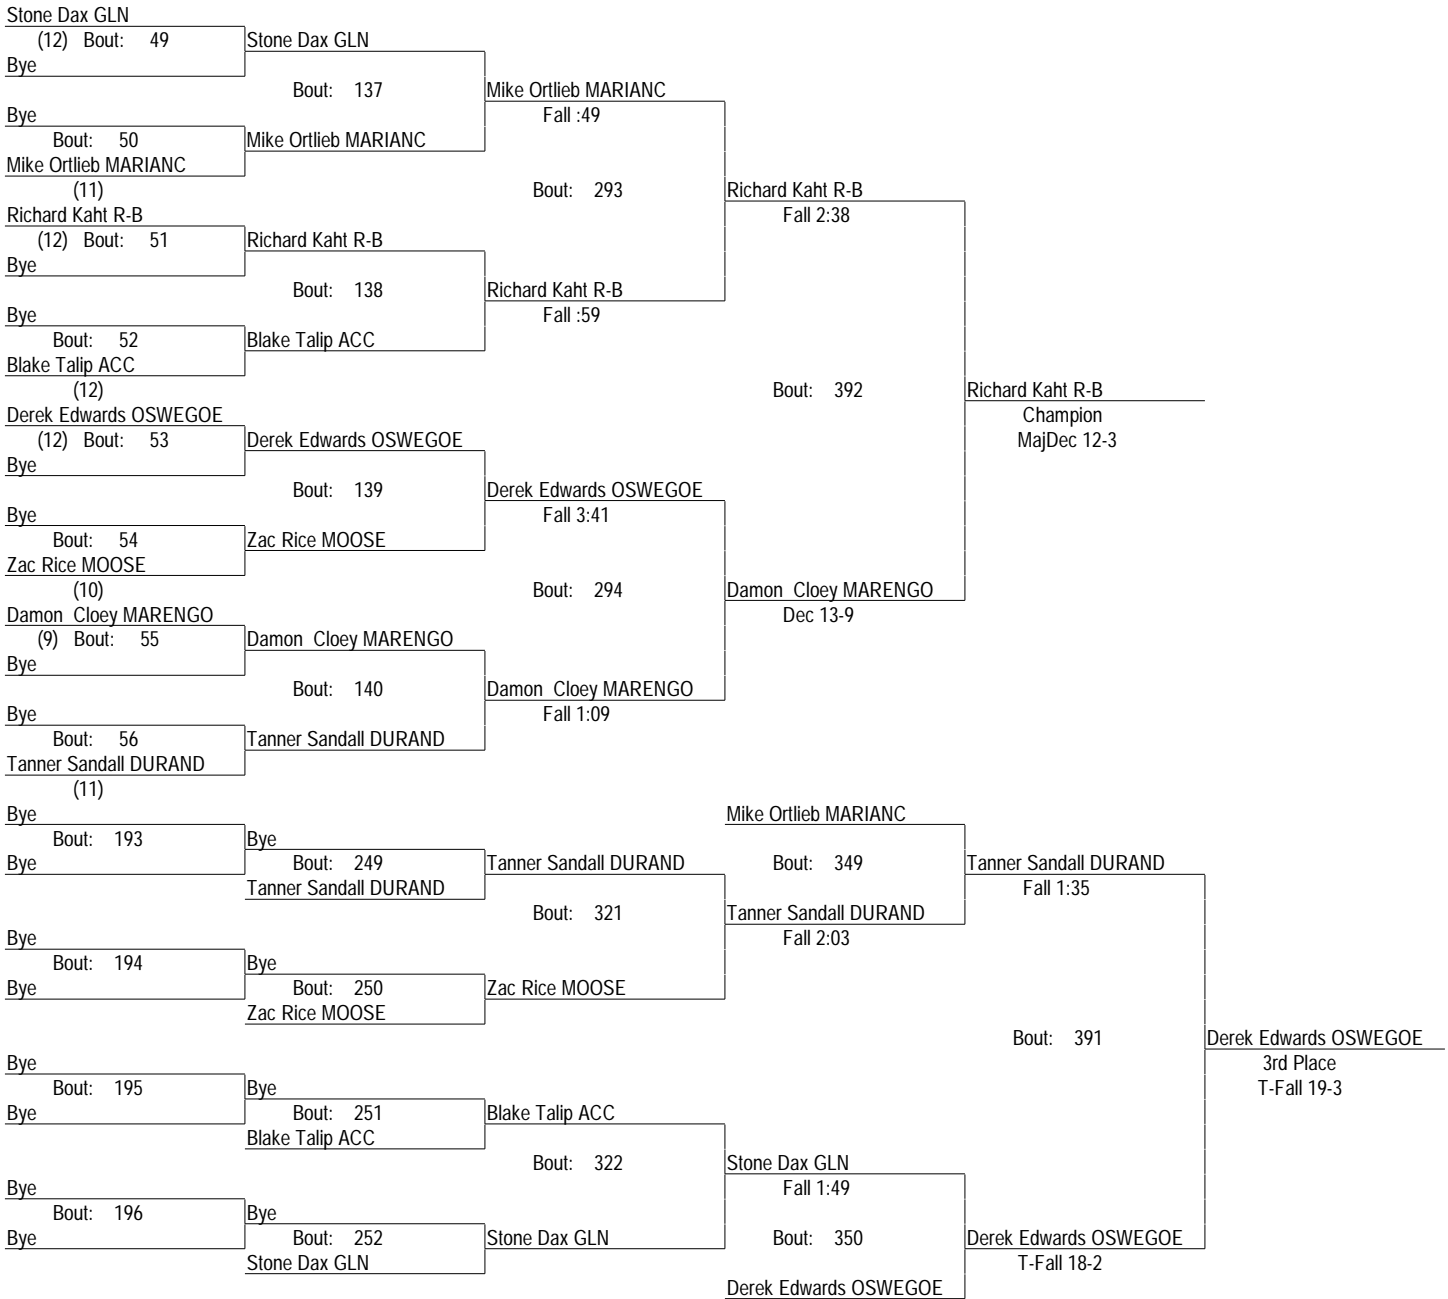 Stone Dax GLN
(12) Bout: 49
Stone Dax GLN
Bye
Bout: 137
Mike Ortlieb MARIANC
Bye
Fall :49
Bout: 50
Mike Ortlieb MARIANC
Mike Ortlieb MARIANC
(11)
Bout: 293
Richard Kaht R-B
Richard Kaht R-B
Fall 2:38
(12) Bout: 51
Richard Kaht R-B
Bye
Bout: 138
Richard Kaht R-B
Bye
Fall :59
Bout: 52
Blake Talip ACC
Blake Talip ACC
(12)
Bout: 392
Richard Kaht R-B
Derek Edwards OSWEGOE
Champion
(12) Bout: 53
Derek Edwards OSWEGOE
MajDec 12-3
Bye
Bout: 139
Derek Edwards OSWEGOE
Bye
Fall 3:41
Bout: 54
Zac Rice MOOSE
Zac Rice MOOSE
(10)
Bout: 294
Damon Cloey MARENGO
Damon Cloey MARENGO
Dec 13-9
(9) Bout: 55
Damon Cloey MARENGO
Bye
Bout: 140
Damon Cloey MARENGO
Bye
Fall 1:09
Bout: 56
Tanner Sandall DURAND
Tanner Sandall DURAND
(11)
Bye
Mike Ortlieb MARIANC
Bout: 193
Bye
Bye
Bout: 249
Tanner Sandall DURAND
Bout: 349
Tanner Sandall DURAND
Tanner Sandall DURAND
Fall 1:35
Bout: 321
Tanner Sandall DURAND
Bye
Fall 2:03
Bout: 194
Bye
Bye
Bout: 250
Zac Rice MOOSE
Zac Rice MOOSE
Bout: 391
Derek Edwards OSWEGOE
Bye
3rd Place
Bout: 195
Bye
T-Fall 19-3
Bye
Bout: 251
Blake Talip ACC
Blake Talip ACC
Bout: 322
Stone Dax GLN
Bye
Fall 1:49
Bout: 196
Bye
Bye
Bout: 252
Stone Dax GLN
Bout: 350
Derek Edwards OSWEGOE
Stone Dax GLN
T-Fall 18-2
Derek Edwards OSWEGOE